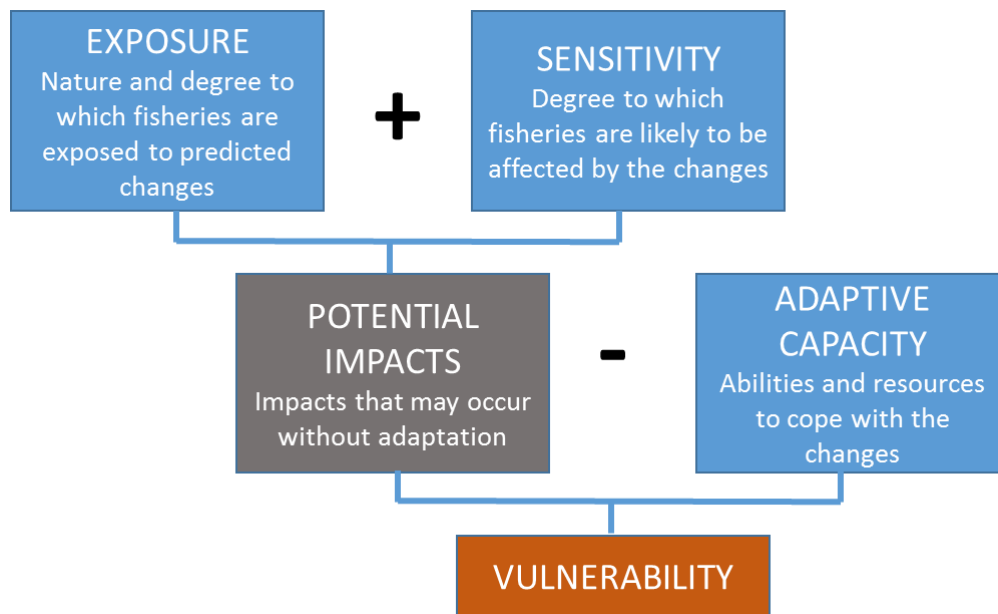 EXPOSURE
Nature and degree to
which fisheries are
exposed to predicted
changes
+
SENSITIVITY
Degree to which
fisheries are likely to be
affected by the changes
POTENTIAL
IMPACTS
Impacts that may occur
without adaptation
-
ADAPTIVE
CAPACITY
Abilities and resources
to cope with the
changes
VULNERABILITY